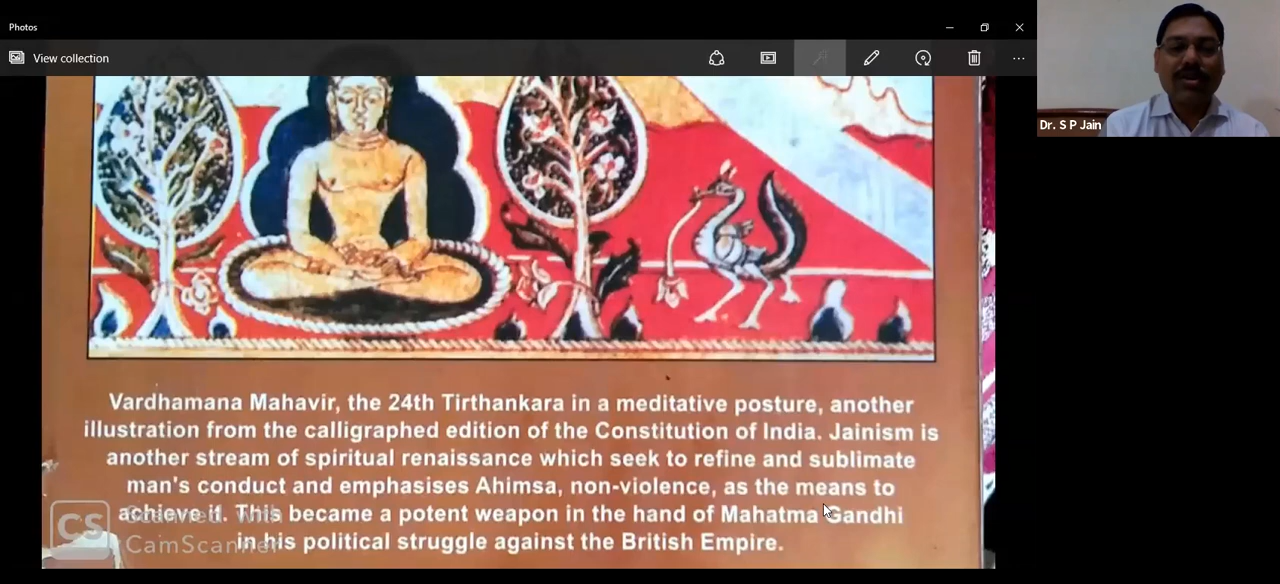 Photos
View collection
Dr. S P Jain
Vardhamana Mahavir, the 24th Tirthankara in a meditative posture, another
illustration from the calligraphed edition of the Constitution of India. Jainism is
another stream of spiritual renaissance which seek to refine and sublimate
man's conduct and emphasises Ahimsa, non-violence, as the means to
achieve it. This became a potent weapon in the hand of Mahatma Gandhi
in his political struggle against the British Empire.
CS
Scanned with
CamScanner